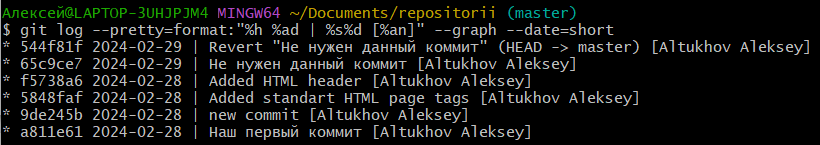 Алексей@LAPTOP-3UHJPJM4 MINGW64 ~/Documents/repositorii (master)
$ git log --pretty=format:"%h %ad | %s%d [%an]" --graph --date=short
* 544f81f 2024-02-29 | Revert "Не нужен данный коммит" (HEAD -> master) [Altukhov Aleksey]
* 65c9ce7 2024-02-29 | Не нужен данный коммит [Altukhov Aleksey]
* f5738a6 2024-02-28 | Added HTML header [Altukhov Aleksey]
* 5848faf 2024-02-28 | Added standart HTML page tags [Altukhov Aleksey]
* 9de245b 2024-02-28 | new commit [Altukhov Aleksey]
* a811e61 2024-02-28 | Наш первый коммит [Altukhov Aleksey]